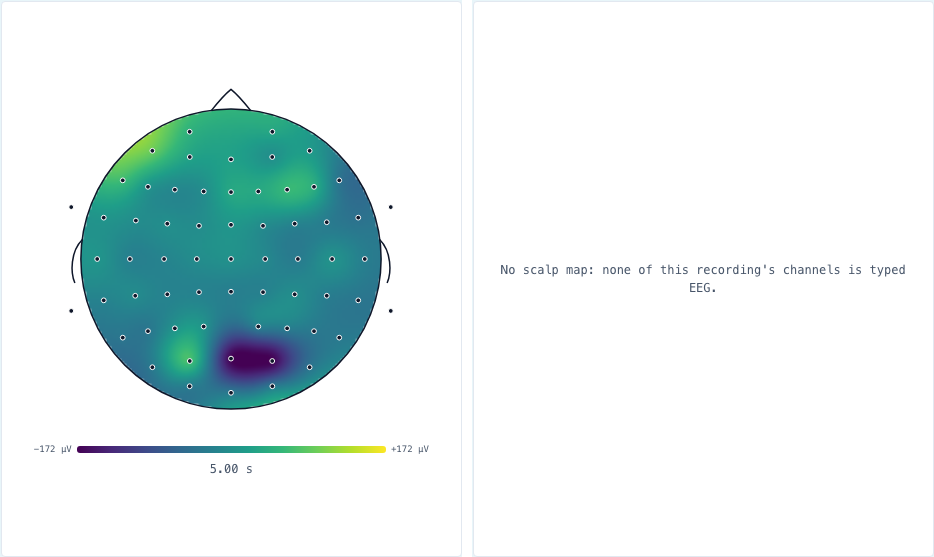 −172 µV
+172 µV
5.00 s
No scalp map: none of this recording's channels is typed
EEG.